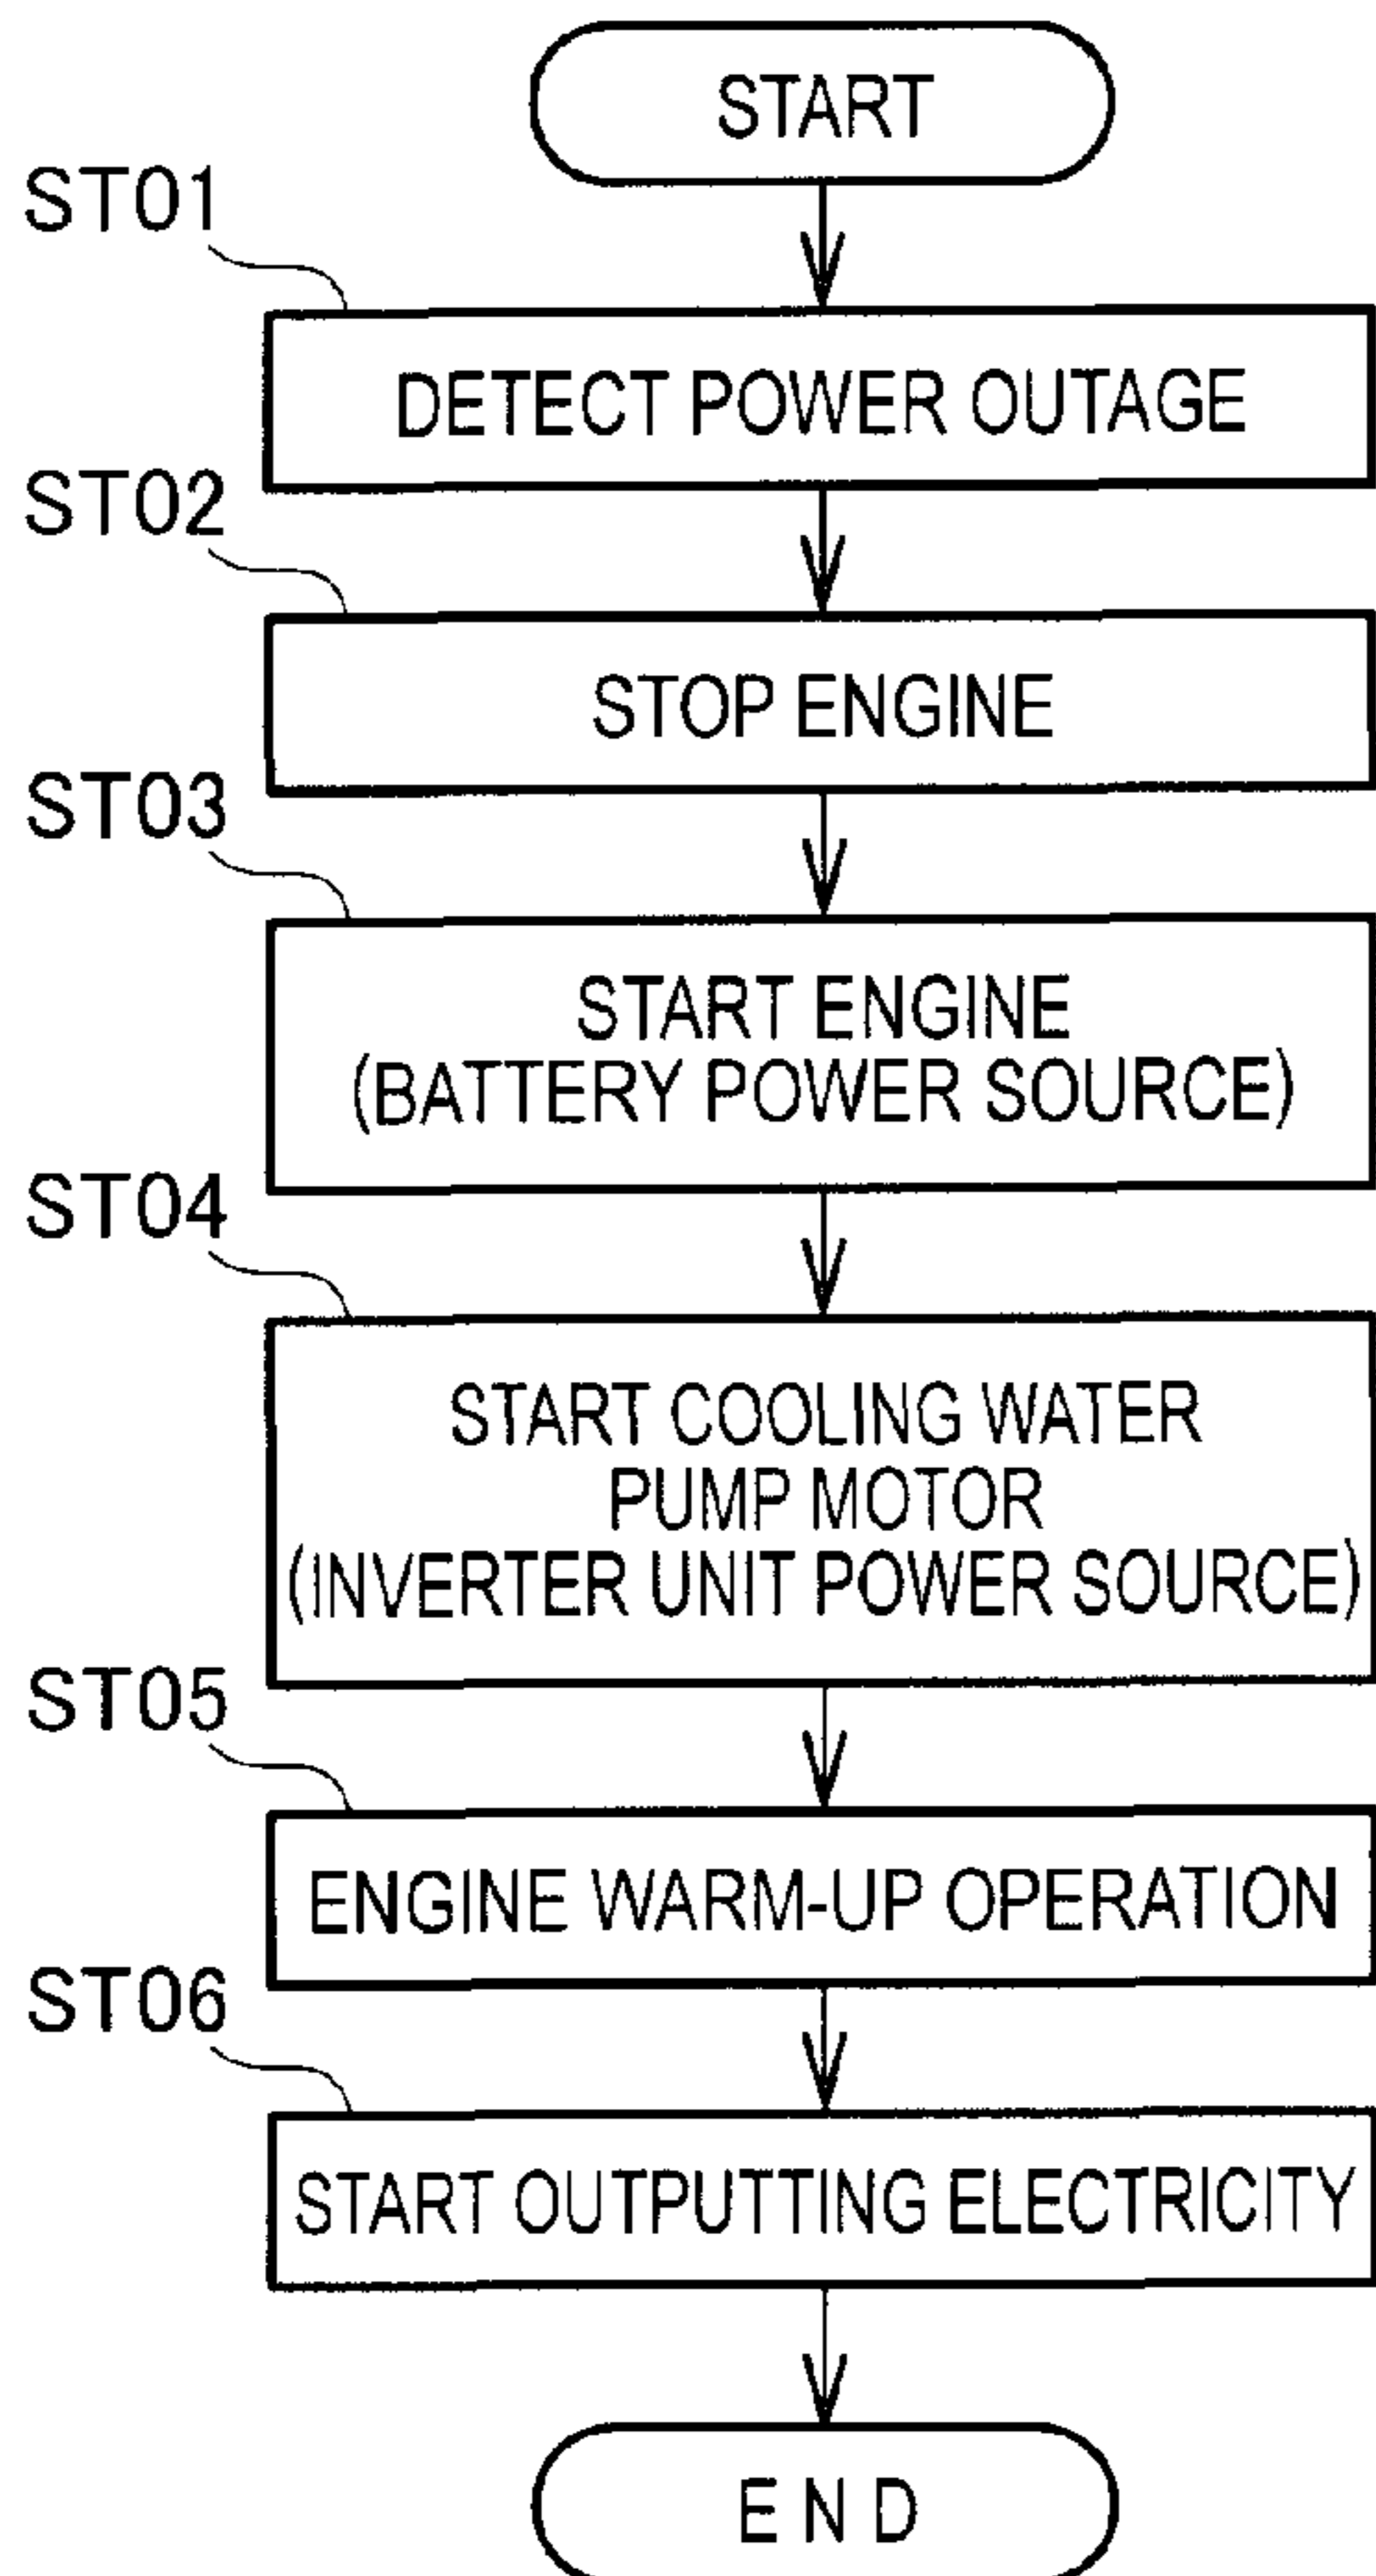 START
ST01
DETECT POWER OUTAGE
ST02
STOP ENGINE
ST03
START ENGINE
(BATTERY POWER SOURCE)
ST04
START COOLING WATER
PUMP MOTOR
(INVERTER UNIT POWER SOURCE)
ST05
ENGINE WARM-UP OPERATION
ST06
START OUTPUTTING ELECTRICITY
END